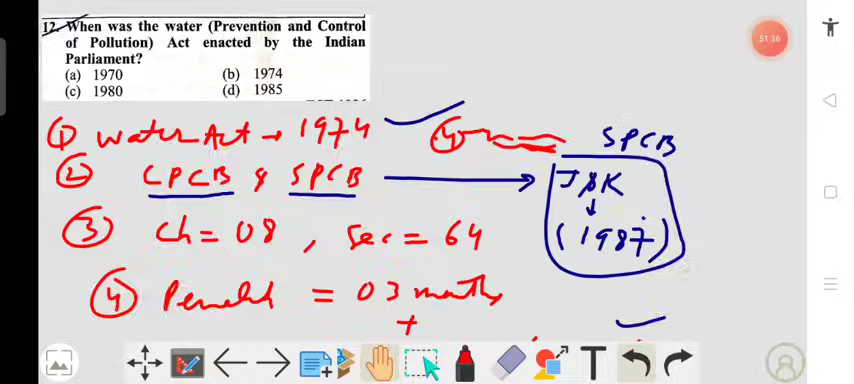 12. When was the water (Prevention and Control
of Pollution) Act enacted by the Indian
Parliament?
(a) 1970 (b) 1974
(c) 1980 (d) 1985
① Water Act → 1974
② CPCB & SPCB
③ Ch = 08, Sec = 64
④ = 03 months
+
④
SPCB
J&K
↓
(1987)
51:36
T